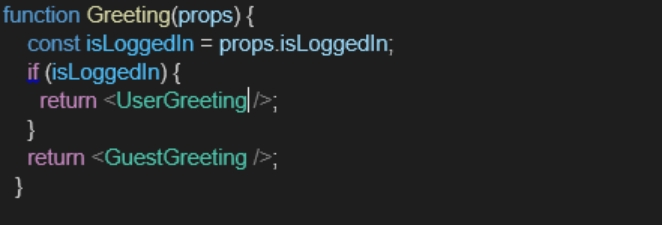 function Greeting(props) {
const isLoggedIn = props.isLoggedIn;
if (isLoggedIn) {
return <UserGreeting />;
}
return <GuestGreeting />;
}